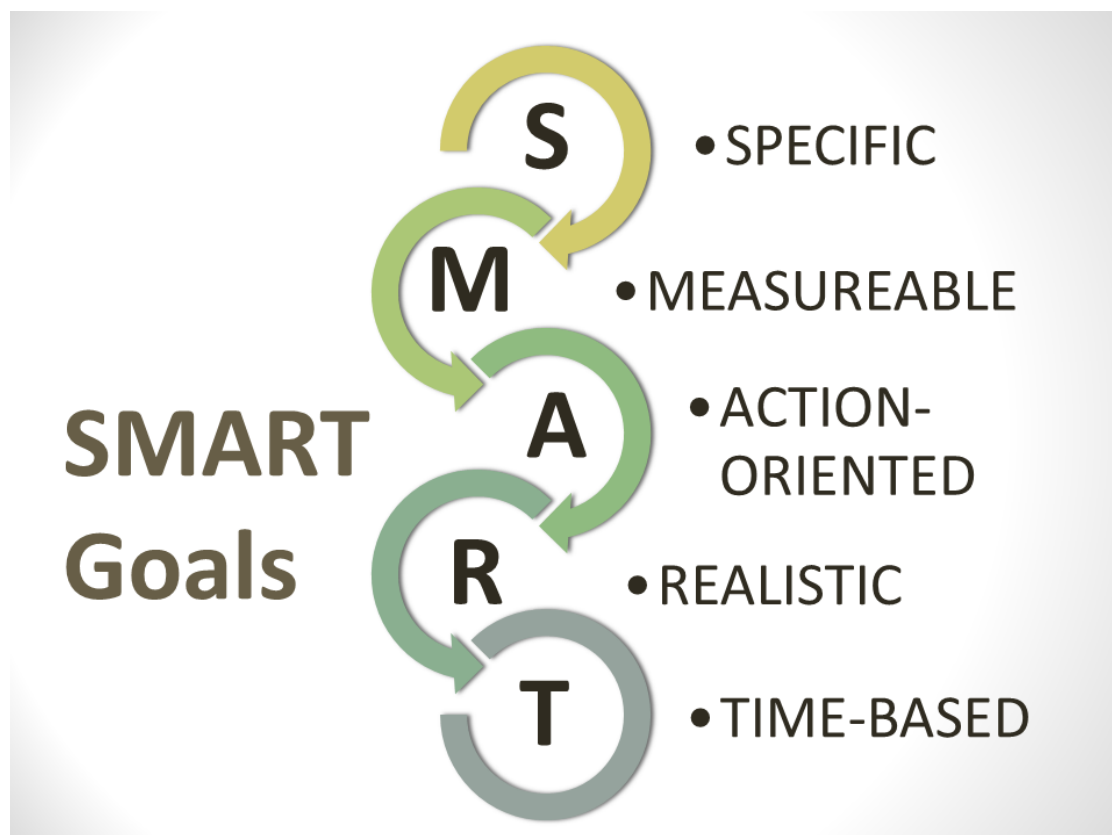 S
• SPECIFIC
M
• MEASUREABLE
SMART
Goals
A
• ACTION-
ORIENTED
R
• REALISTIC
T
• TIME-BASED